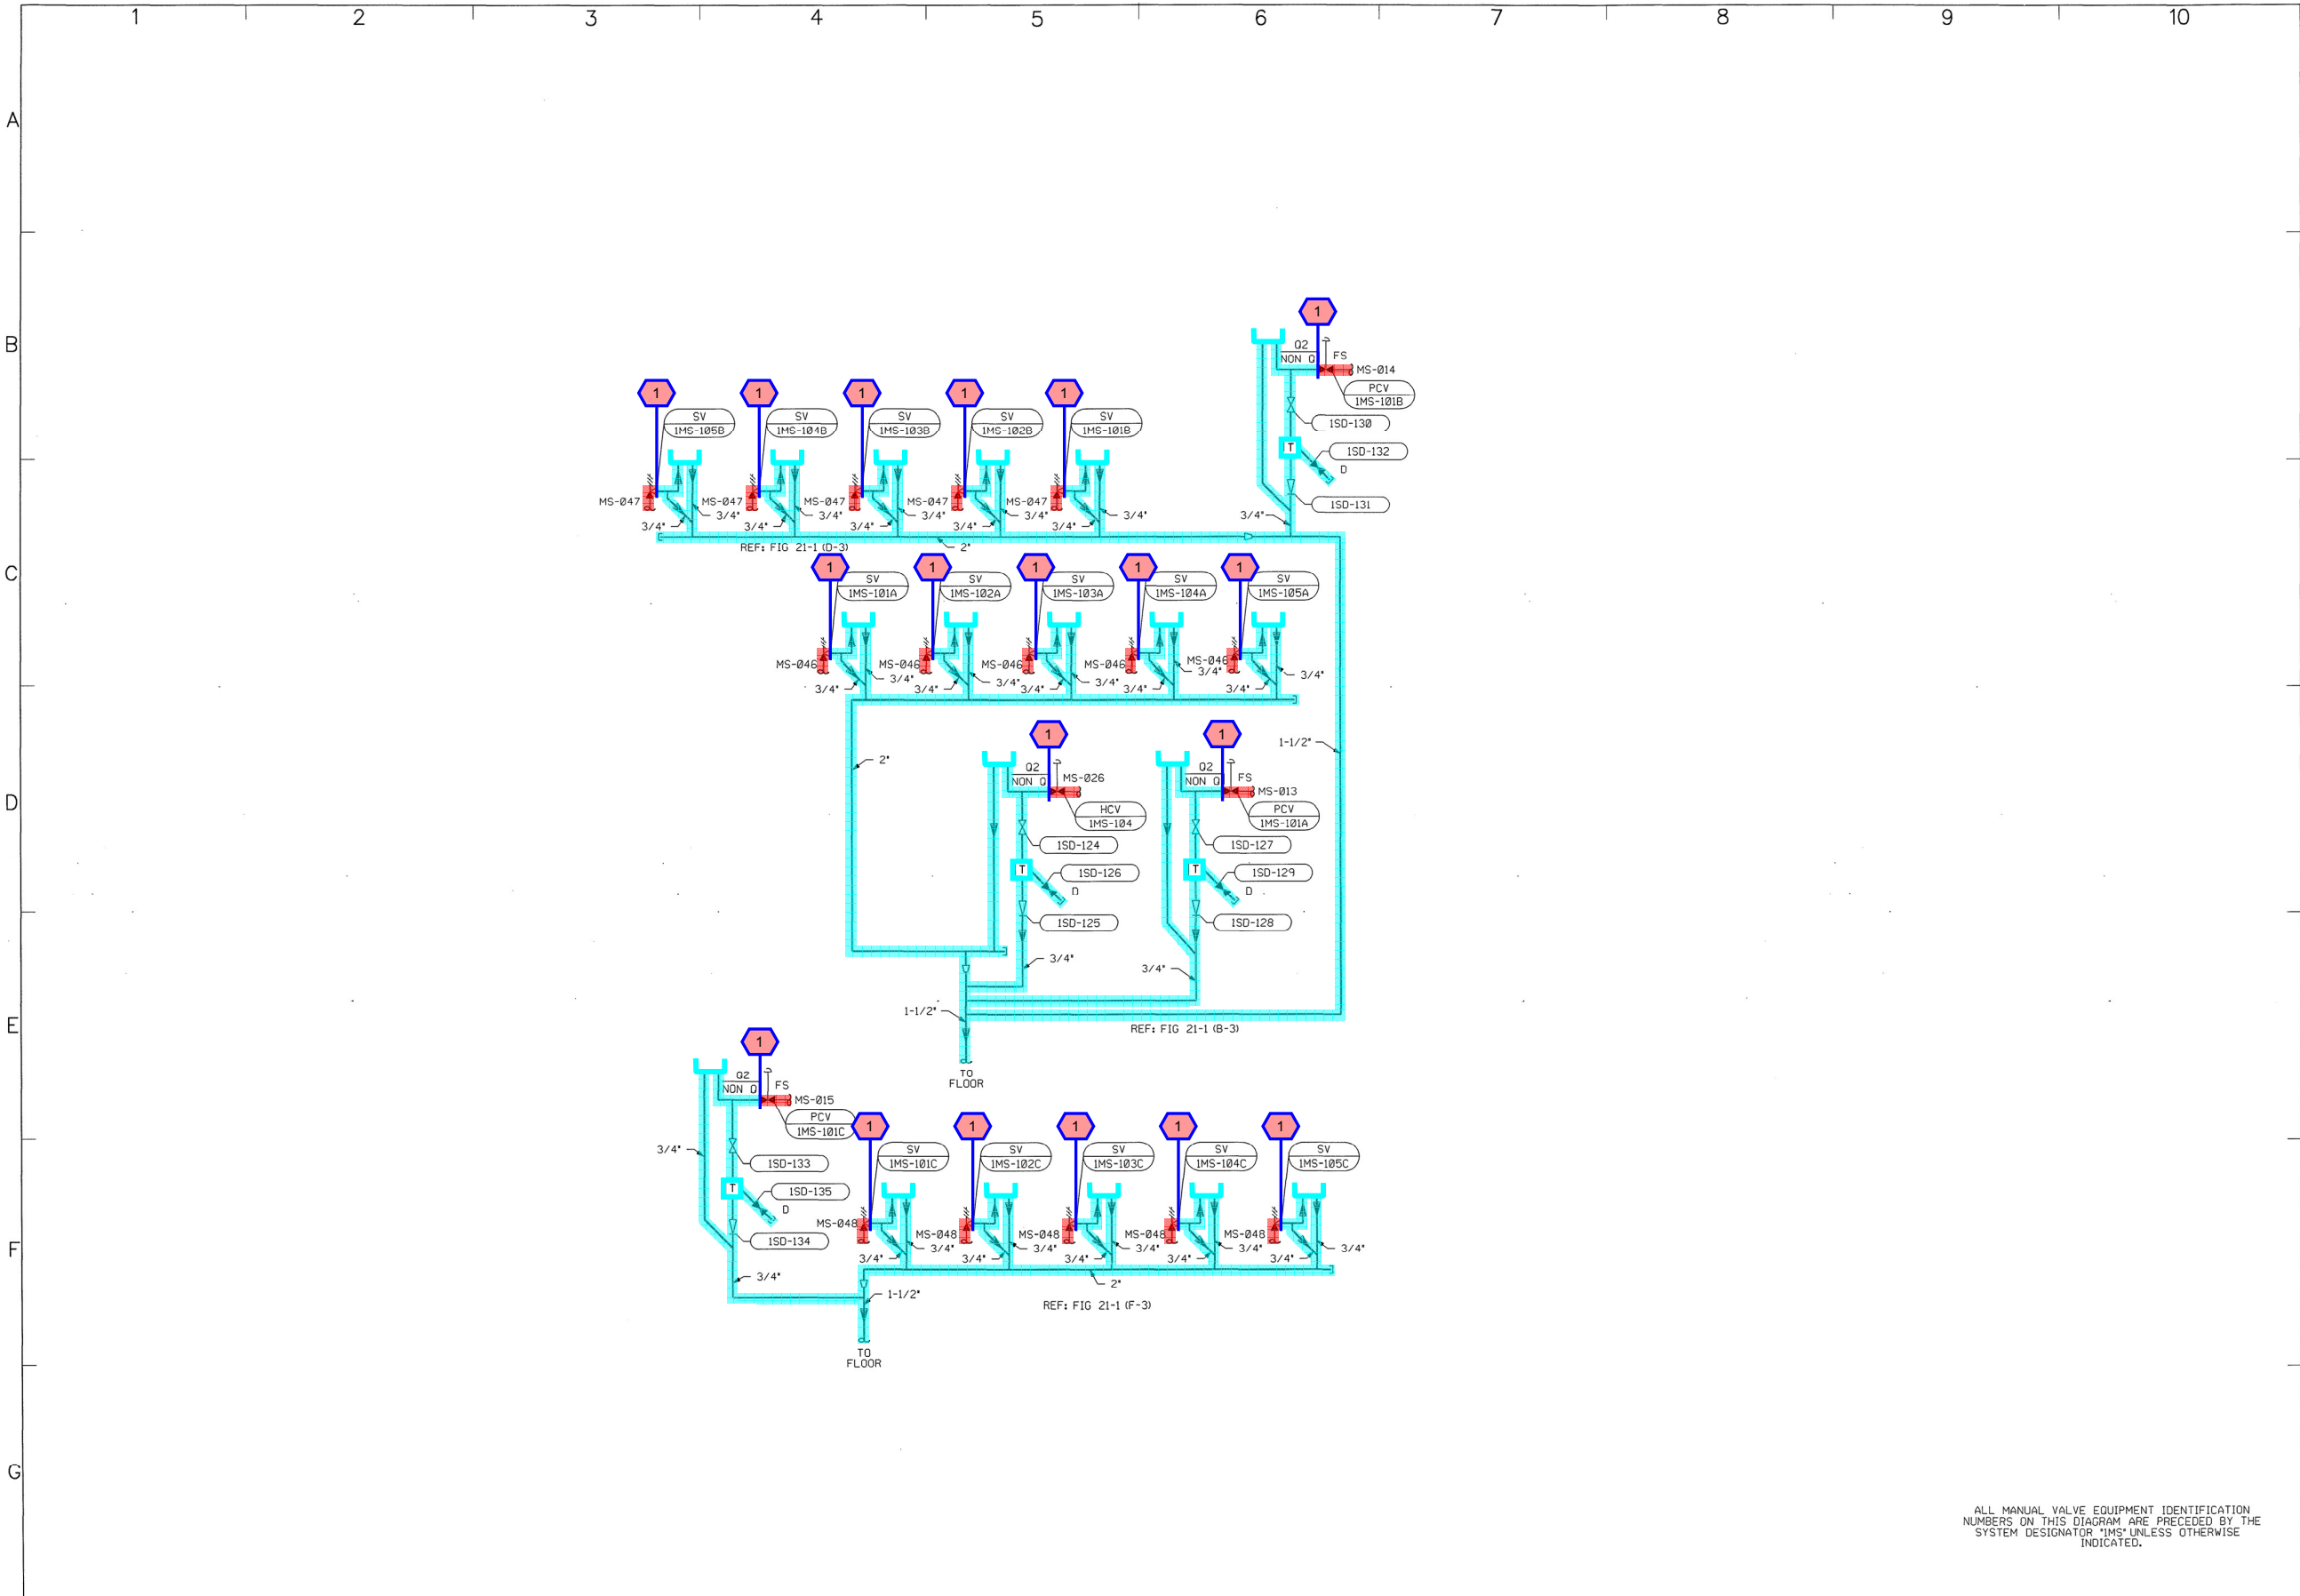 1 2 3 4 5 6 7 8 9 10
A
B
C
D
E
F
G
1
Q2
NON Q
FS
MS-014
PCV
1MS-101B
1SD-130
T
1SD-132
D
1SD-131
3/4"
1 1 1 1 1
SV
1MS-105B
SV
1MS-104B
SV
1MS-103B
SV
1MS-102B
SV
1MS-101B
MS-047 MS-047 MS-047 MS-047 MS-047
3/4" 3/4" 3/4" 3/4" 3/4"
3/4" 3/4" 3/4" 3/4" 3/4"
REF: FIG 21-1 (D-3)
2"
1 1 1 1 1
SV
1MS-101A
SV
1MS-102A
SV
1MS-103A
SV
1MS-104A
SV
1MS-105A
MS-046 MS-046 MS-046 MS-046 MS-046
3/4" 3/4" 3/4" 3/4" 3/4"
3/4" 3/4" 3/4" 3/4" 3/4"
2"
1-1/2"
1
Q2
NON Q
MS-026
HCV
1MS-104
1SD-124
T
1SD-126
D
1SD-125
3/4"
1
Q2
NON Q
FS
MS-013
PCV
1MS-101A
1SD-127
T
1SD-129
D
1SD-128
3/4"
1-1/2"
REF: FIG 21-1 (B-3)
TO
FLOOR
1
Q2
NON Q
FS
MS-015
PCV
1MS-101C
3/4"
1SD-133
T
1SD-135
D
1SD-134
3/4"
1 1 1 1 1
SV
1MS-101C
SV
1MS-102C
SV
1MS-103C
SV
1MS-104C
SV
1MS-105C
MS-048 MS-048 MS-048 MS-048 MS-048
3/4" 3/4" 3/4" 3/4" 3/4"
3/4" 3/4" 3/4" 3/4" 3/4"
2"
1-1/2"
REF: FIG 21-1 (F-3)
TO
FLOOR
ALL MANUAL VALVE EQUIPMENT IDENTIFICATION
NUMBERS ON THIS DIAGRAM ARE PRECEDED BY THE
SYSTEM DESIGNATOR "1MS" UNLESS OTHERWISE
INDICATED.